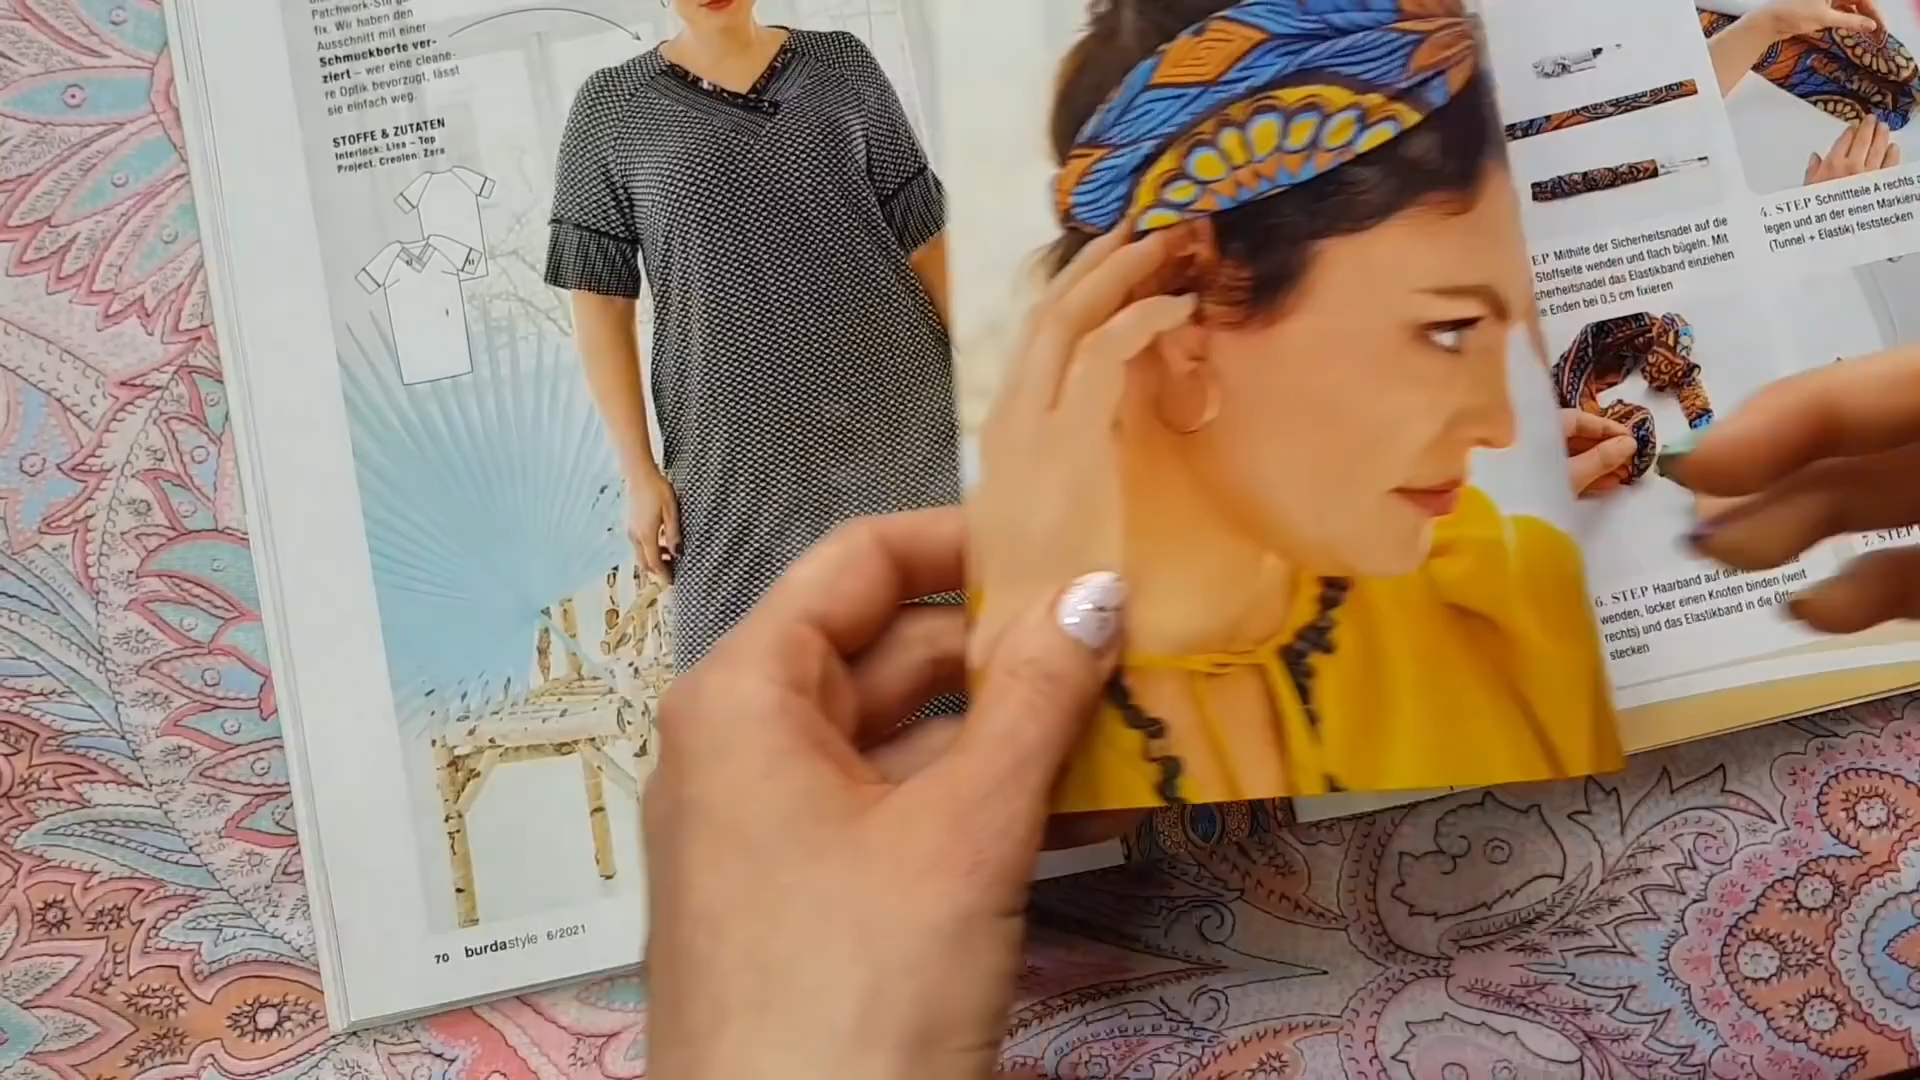 Patchwork-Stil
fix. Wir haben den
Ausschnitt mit einer
Schmuckborte ver-
ziert – wer eine cleane-
re Optik bevorzugt, lässt
sie einfach weg.
STOFFE & ZUTATEN
Interlock: Lisa – Top
Project. Creolen: Zara
70 burdastyle 6/2021
EP Mithilfe der Sicherheitsnadel auf die
Stoffseite wenden und flach bügeln. Mit
cherheitsnadel das Elastikband einziehen
e Enden bei 0,5 cm fixieren
4. STEP Schnittteile A rechts
legen und an der einen Markieru
(Tunnel + Elastik) feststecken
6. STEP Haarband auf die
wenden, locker einen Knoten binden (weit
rechts) und das Elastikband in die Öff
stecken
7. STEP